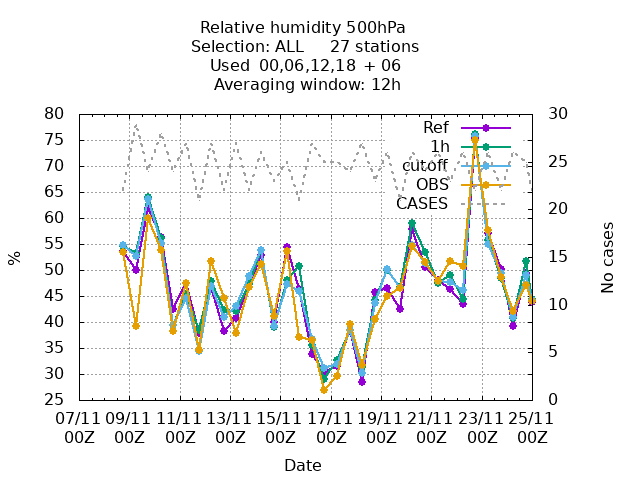 Relative humidity 500hPa
Selection: ALL 27 stations
Used 00,06,12,18 + 06
Averaging window: 12h
80
75
70
65
60
55
50
45
40
35
30
25
%
30
25
20
15
10
5
0
No cases
Ref
1h
cutoff
OBS
CASES
07/11 09/11 11/11 13/11 15/11 17/11 19/11 21/11 23/11 25/11
00Z 00Z 00Z 00Z 00Z 00Z 00Z 00Z 00Z 00Z
Date